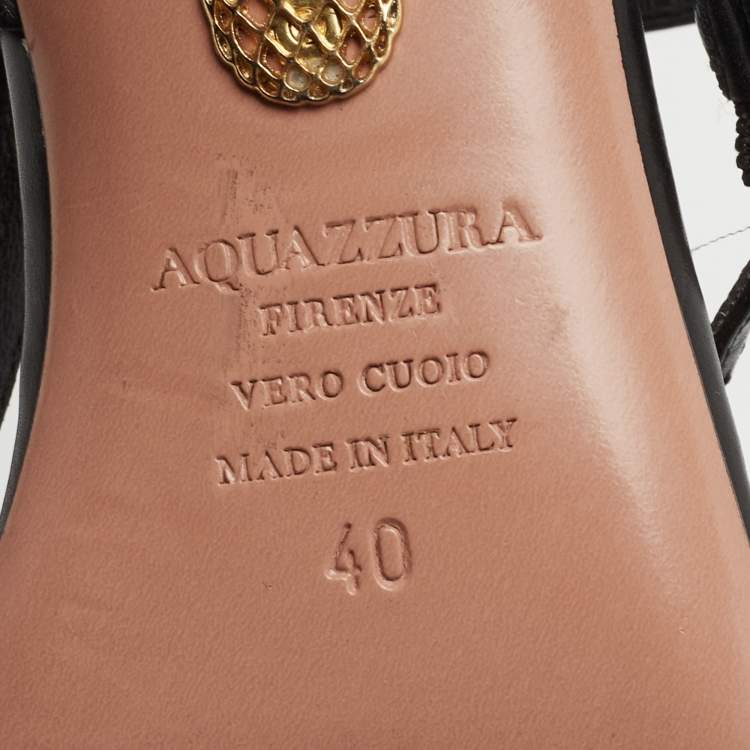 AQUAZZURA
FIRENZE
VERO CUOIO
MADE IN ITALY
40